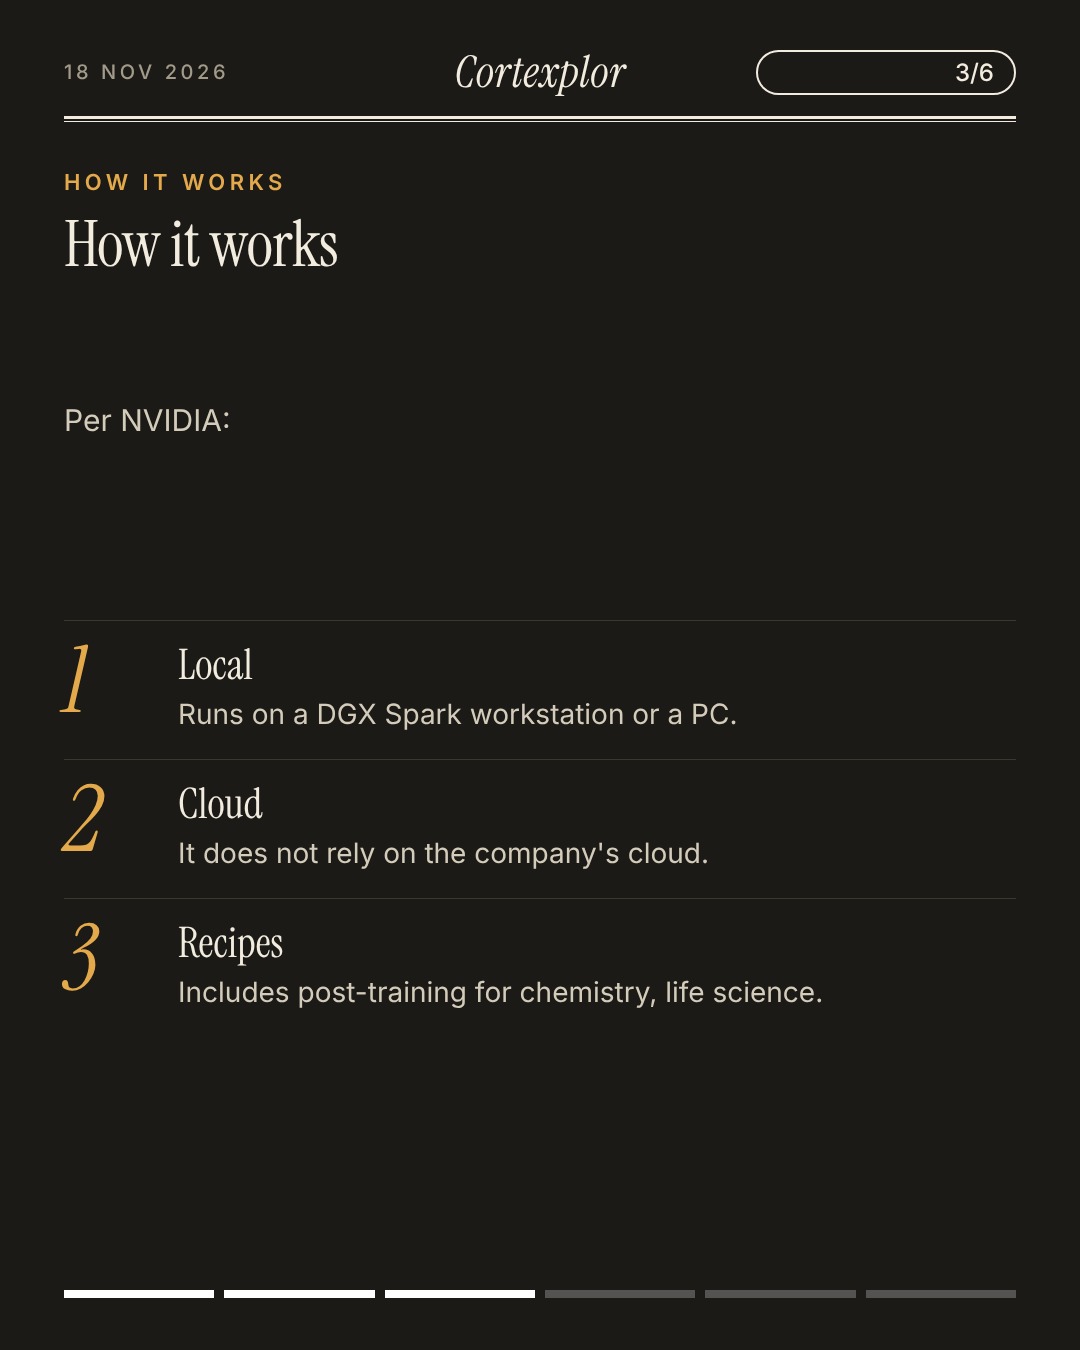 18 NOV 2026
Cortexplor
3/6
HOW IT WORKS
How it works
Per NVIDIA:
1
Local
Runs on a DGX Spark workstation or a PC.
2
Cloud
It does not rely on the company's cloud.
3
Recipes
Includes post-training for chemistry, life science.